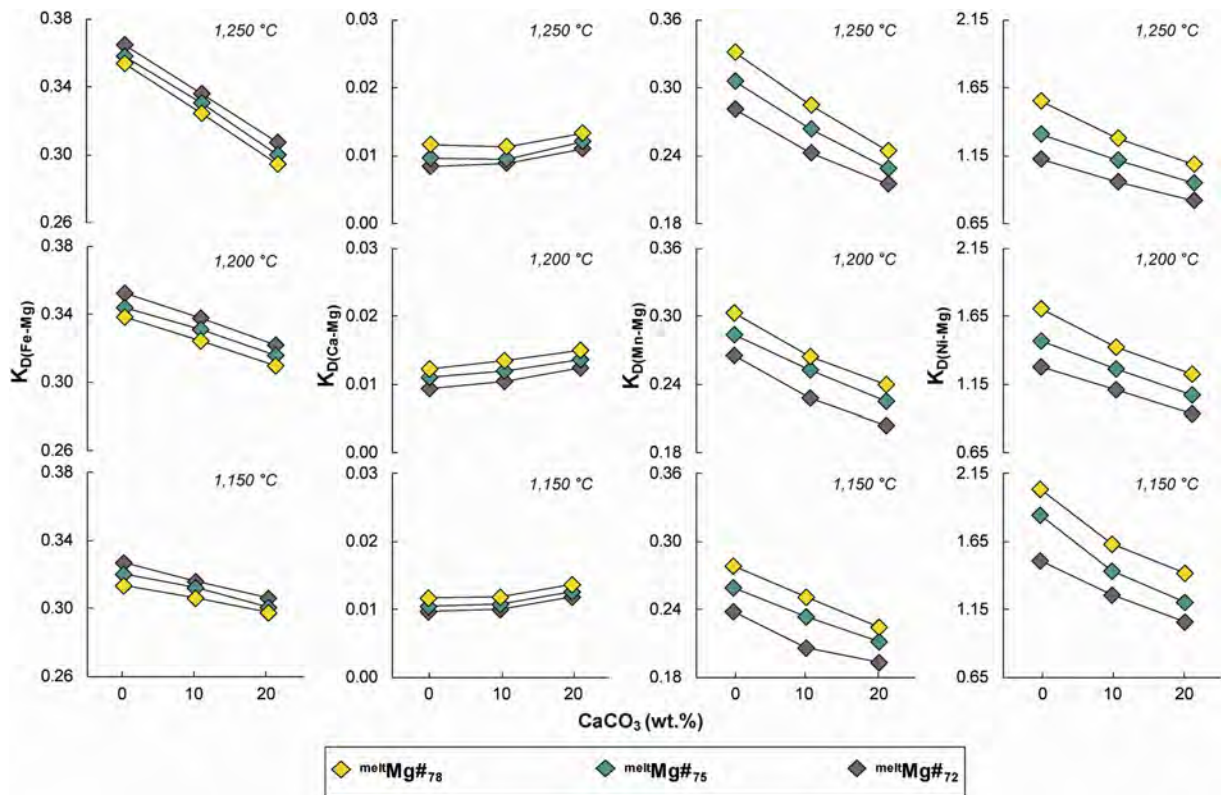 0.38
0.34
0.30
0.26
1,250 °C
0.03
0.02
0.01
0.00
1,250 °C
0.36
0.30
0.24
0.18
1,250 °C
2.15
1.65
1.15
0.65
1,250 °C
K_D(Fe-Mg)
0.38
0.34
0.30
0.26
1,200 °C
K_D(Ca-Mg)
0.03
0.02
0.01
0.00
1,200 °C
K_D(Mn-Mg)
0.36
0.30
0.24
0.18
1,200 °C
K_D(Ni-Mg)
2.15
1.65
1.15
0.65
1,200 °C
0.38
0.34
0.30
0.26
1,150 °C
0 10 20
0.03
0.02
0.01
0.00
1,150 °C
0 10 20
0.36
0.30
0.24
0.18
1,150 °C
0 10 20
2.15
1.65
1.15
0.65
1,150 °C
0 10 20
CaCO₃ (wt.%)
meltMg#₇₈ meltMg#₇₅ meltMg#₇₂